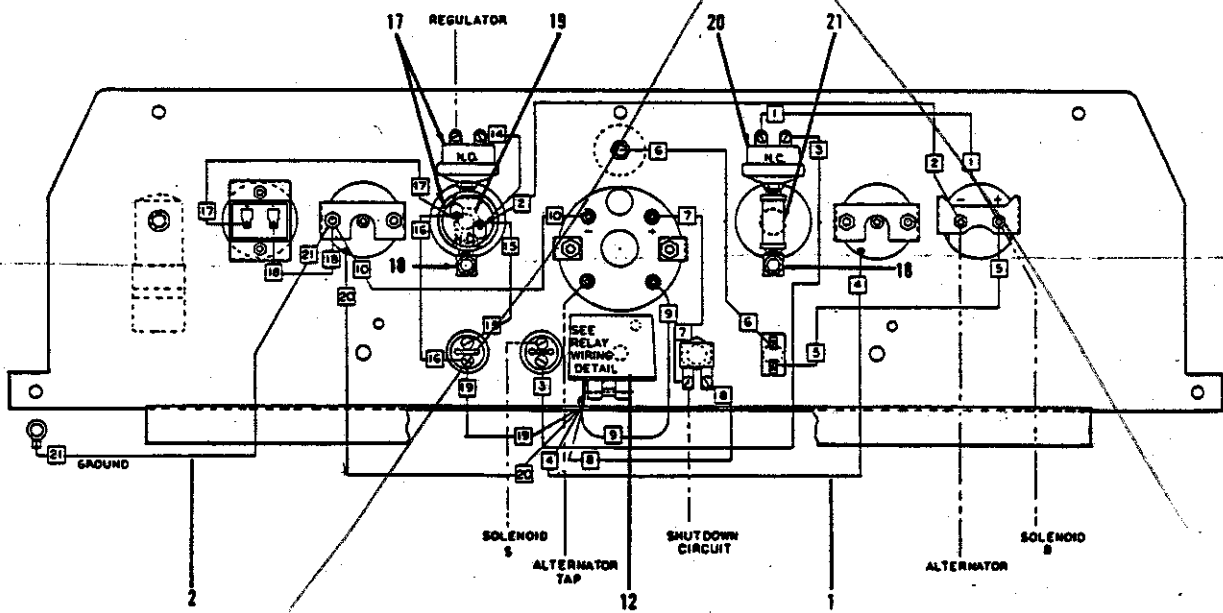 17
REGULATOR
19
20
21
14
1
N.O.
6
N.C.
3
2
1
17
17
2
10
7
-
+
16
15
-
+
21
18
10
18
18
18
5
20
9
4
19
7
6
SEE
RELAY
WIRING
DETAIL
16
5
19
3
8
19
9
21
GROUND
20
4
8
SOLENOID
S
SHUTDOWN
CIRCUIT
SOLENOID
B
ALTERNATOR
TAP
ALTERNATOR
2
12
1